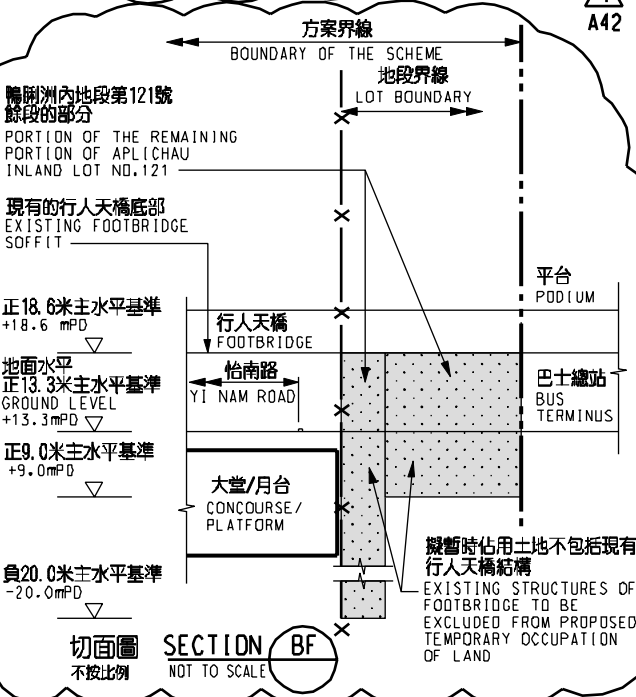 A42
方案界線
BOUNDARY OF THE SCHEME
地段界線
LOT BOUNDARY
鴨脷洲內地段第121號
餘段的部分
PORTION OF THE REMAINING
PORTION OF APLICHAU
INLAND LOT NO.121
現有的行人天橋底部
EXISTING FOOTBRIDGE
SOFFIT
平台
PODIUM
正18.6米主水平基準
+18.6 mPD
行人天橋
FOOTBRIDGE
地面水平
正13.3米主水平基準
GROUND LEVEL
+13.3mPD
怡南路
YI NAM ROAD
巴士總站
BUS
TERMINUS
正9.0米主水平基準
+9.0mPD
大堂/月台
CONCOURSE/
PLATFORM
擬暫時佔用土地不包括現有
行人天橋結構
EXISTING STRUCTURES OF
FOOTBRIDGE TO BE
EXCLUDED FROM PROPOSED
TEMPORARY OCCUPATION
OF LAND
負20.0米主水平基準
-20.0mPD
切面圖 SECTION BF
不按比例 NOT TO SCALE